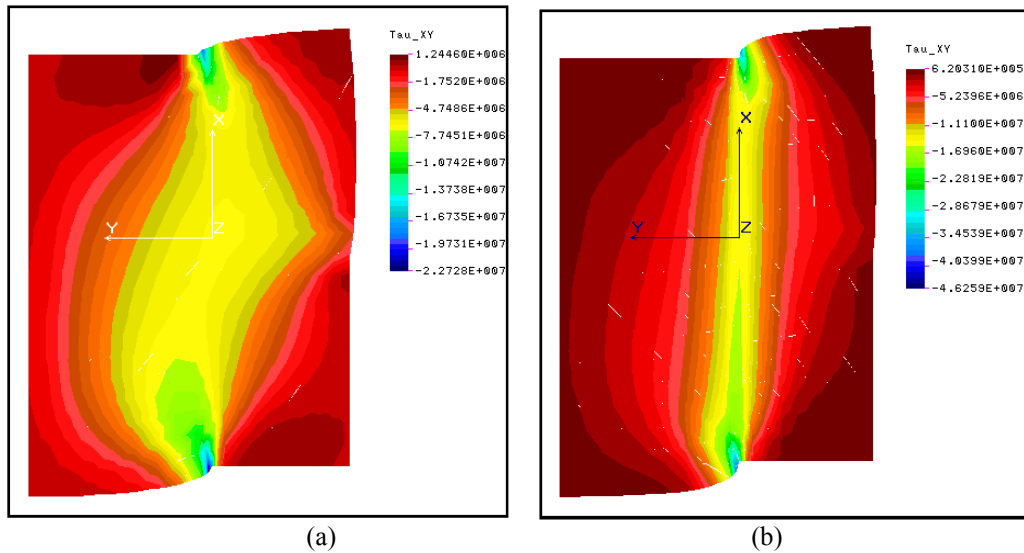 Tau_XY
1.24460E+006
-1.7520E+006
-4.7486E+006
-7.7451E+006
-1.0742E+007
-1.3738E+007
-1.6735E+007
-1.9731E+007
-2.2728E+007
X
Y
Z
(a)
Tau_XY
6.20310E+005
-5.2396E+006
-1.1100E+007
-1.6960E+007
-2.2819E+007
-2.8679E+007
-3.4539E+007
-4.0399E+007
-4.6259E+007
X
Y
Z
(b)